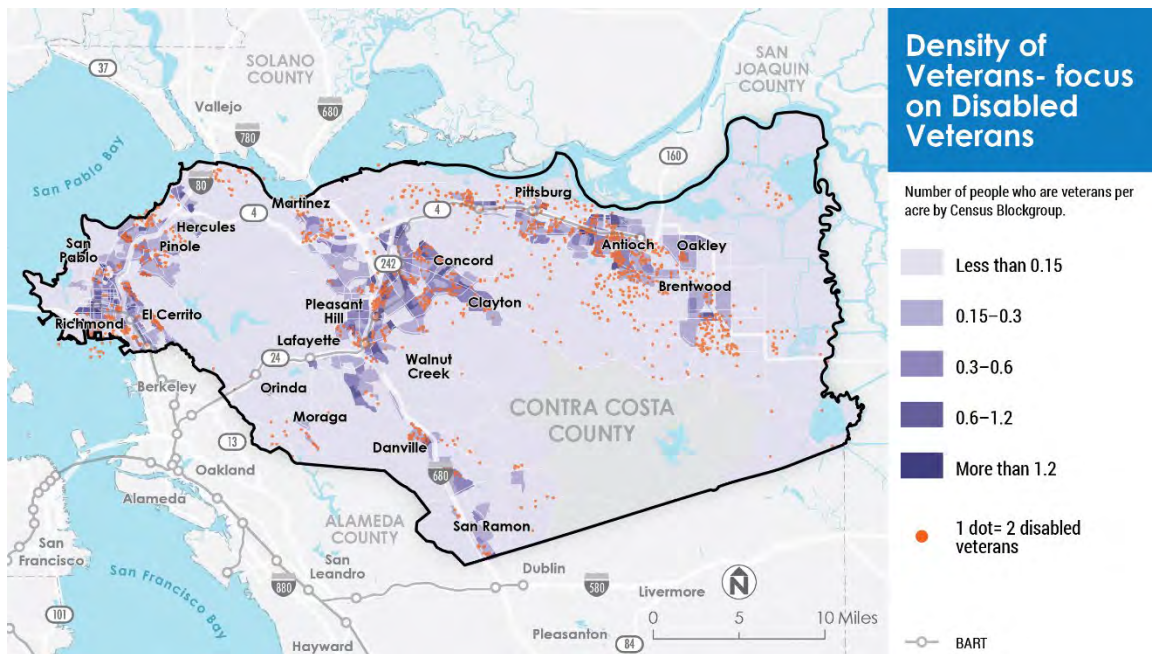 Density of
Veterans- focus
on Disabled
Veterans
Number of people who are veterans per
acre by Census Blockgroup.
Less than 0.15
0.15–0.3
0.3–0.6
0.6–1.2
More than 1.2
1 dot= 2 disabled
veterans
BART
SOLANO
COUNTY
SAN
JOAQUIN
COUNTY
37
Vallejo
680
780
160
San Pablo Bay
80
Martinez
4
4
Pittsburg
Hercules
San
Pablo
Pinole
242
Concord
Antioch
Oakley
Brentwood
Clayton
Pleasant
Hill
Richmond
El Cerrito
Lafayette
24
Walnut
Creek
Berkeley
Orinda
Moraga
CONTRA COSTA
COUNTY
13
Danville
Oakland
680
Alameda
ALAMEDA
COUNTY
San Ramon
San
Francisco
San
Leandro
Dublin
San Francisco Bay
880
580
Livermore
N
0 5 10 Miles
101
Hayward
Pleasanton
84